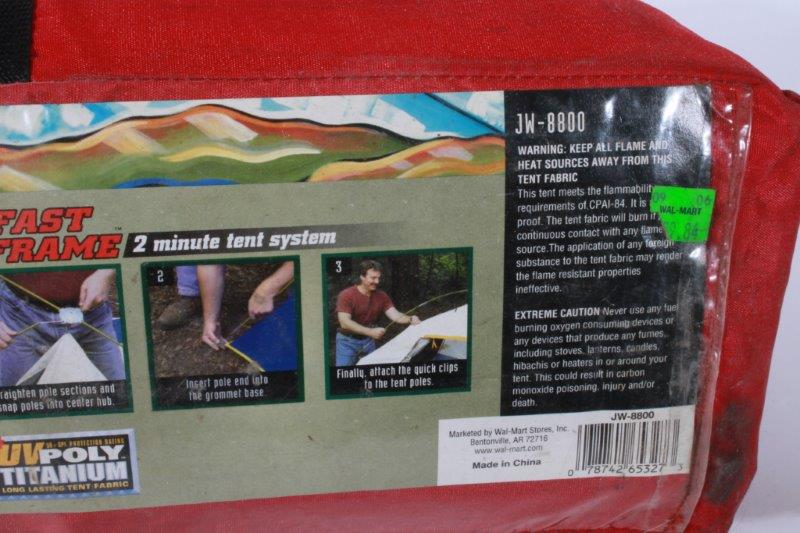 FAST
FRAME™
2 minute tent system
2
3
raighten pole sections and
nap poles into center hub.
Insert pole end into
the grommet base.
Finally, attach the quick clips
to the tent poles.
UV POLY
TITANIUM
LONG LASTING TENT FABRIC
JW-8800
WARNING: KEEP ALL FLAME AND
HEAT SOURCES AWAY FROM THIS
TENT FABRIC
This tent meets the flammability
requirements of CPAI-84. It is
proof. The tent fabric will burn if
continuous contact with any flame
source.The application of any foreign
substance to the tent fabric may render
the flame resistant properties
ineffective.
09 06
WAL-MART
.84
EXTREME CAUTION Never use any fuel
burning oxygen consuming devices or
any devices that produce any fumes,
including stoves, lanterns, candles,
hibachis or heaters in or around your
tent. This could result in carbon
monoxide poisoning, injury and/or
death.
Marketed by Wal-Mart Stores, Inc.
Bentonville, AR 72716
www.wal-mart.com
Made in China
JW-8800
0 78742 65327 3